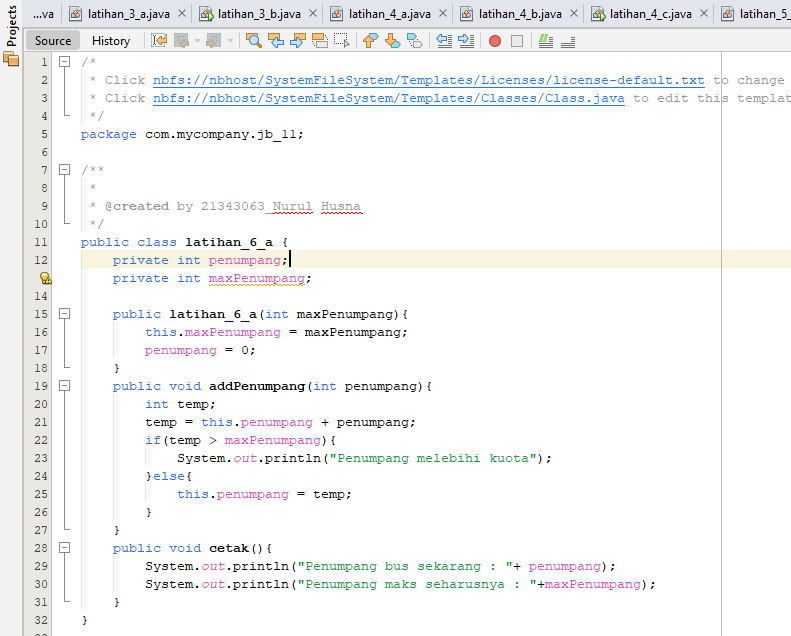 Projects
...va latihan_3_a.java latihan_3_b.java latihan_4_a.java latihan_4_b.java latihan_4_c.java latihan_5_
Source History
1 /*
2 * Click nbfs://nbhost/SystemFileSystem/Templates/Licenses/license-default.txt to change
3 * Click nbfs://nbhost/SystemFileSystem/Templates/Classes/Class.java to edit this templat
4 */
5 package com.mycompany.jb_11;
6
7 /**
8 *
9 * @created by 21343063_Nurul Husna
10 */
11 public class latihan_6_a {
12 private int penumpang;
private int maxPenumpang;
14
15 public latihan_6_a(int maxPenumpang){
16 this.maxPenumpang = maxPenumpang;
17 penumpang = 0;
18 }
19 public void addPenumpang(int penumpang){
20 int temp;
21 temp = this.penumpang + penumpang;
22 if(temp > maxPenumpang){
23 System.out.println("Penumpang melebihi kuota");
24 }else{
25 this.penumpang = temp;
26 }
27 }
28 public void cetak(){
29 System.out.println("Penumpang bus sekarang : "+ penumpang);
30 System.out.println("Penumpang maks seharusnya : "+maxPenumpang);
31 }
32 }